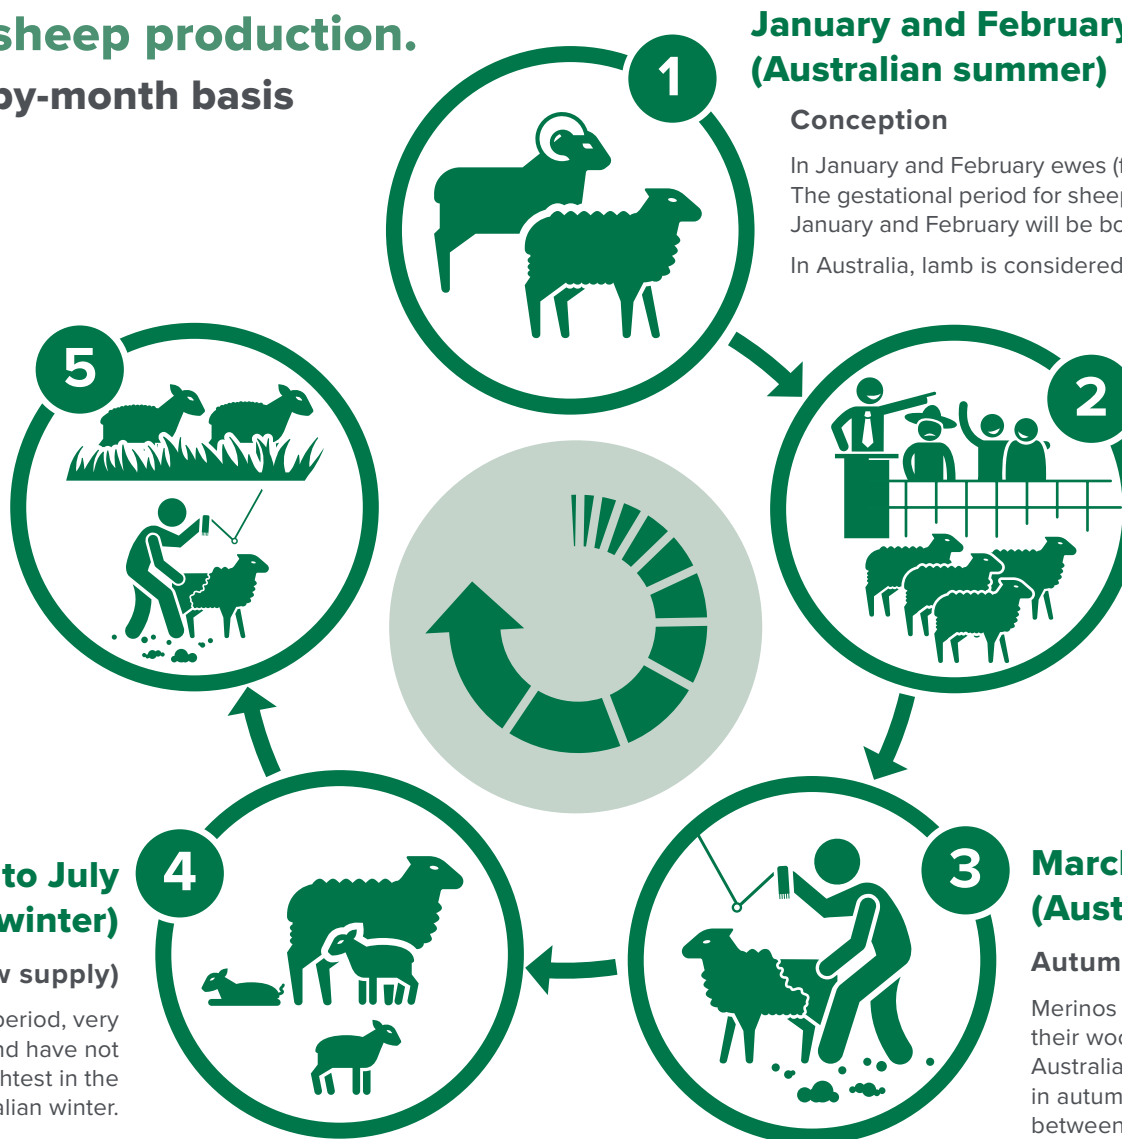 sheep production.
by-month basis
1
January and February
(Australian summer)
Conception
In January and February ewes (f
The gestational period for sheep
January and February will be bo
In Australia, lamb is considered
2
3
March
(Aust
Autum
Merinos
their woo
Australia
in autum
between
4
to July
winter)
w supply)
period, very
nd have not
htest in the
alian winter.
5